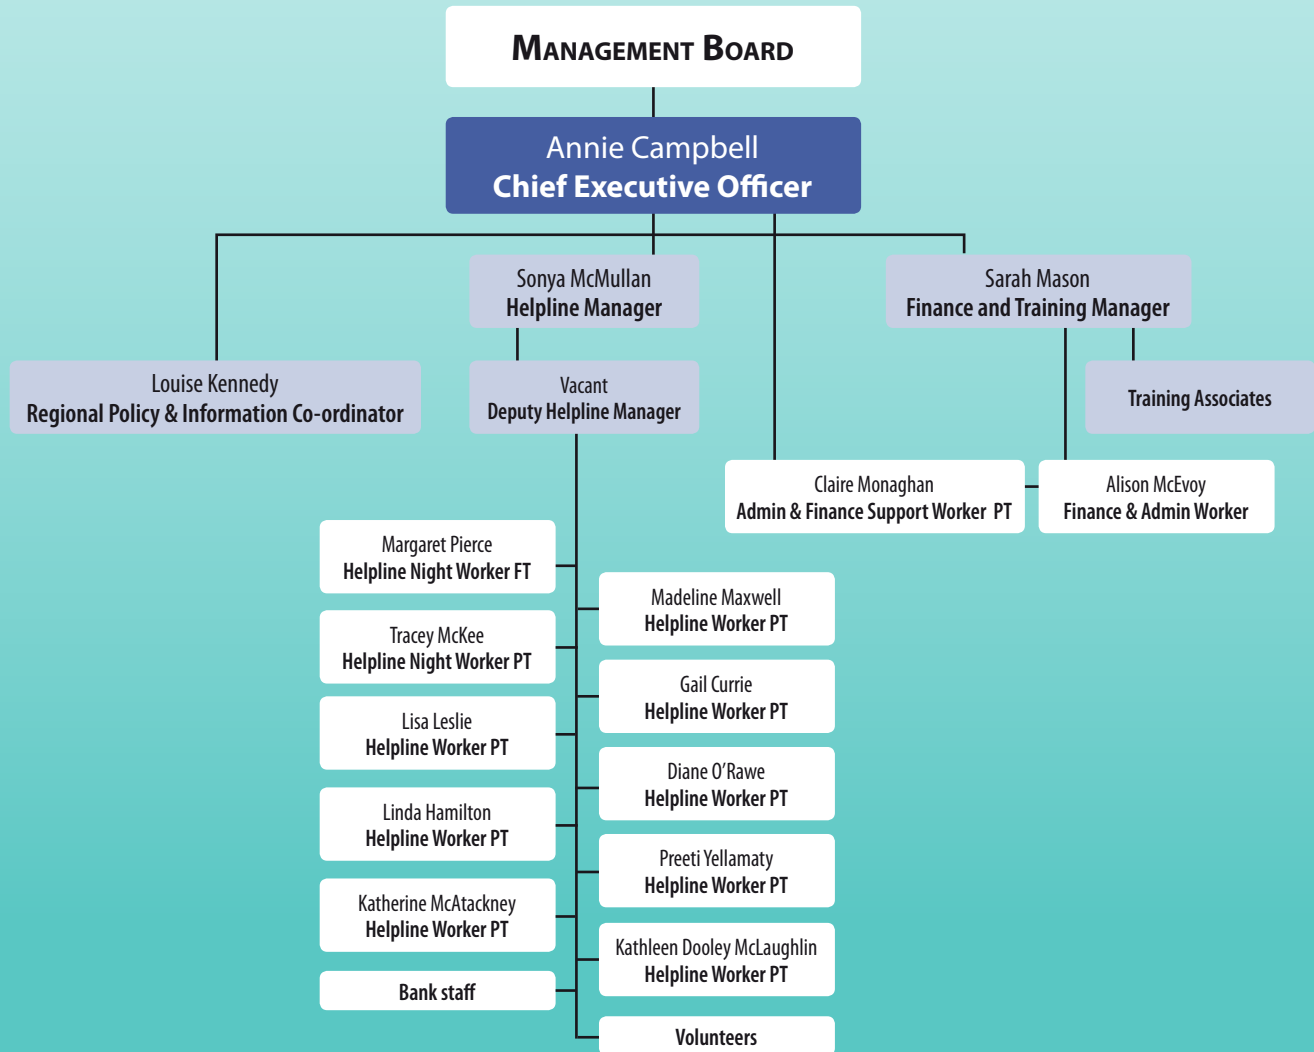 MANAGEMENT BOARD
Annie Campbell
Chief Executive Officer
Sonya McMullan
Helpline Manager
Sarah Mason
Finance and Training Manager
Louise Kennedy
Regional Policy & Information Co-ordinator
Vacant
Deputy Helpline Manager
Training Associates
Claire Monaghan
Admin & Finance Support Worker PT
Alison McEvoy
Finance & Admin Worker
Margaret Pierce
Helpline Night Worker FT
Madeline Maxwell
Helpline Worker PT
Tracey McKee
Helpline Night Worker PT
Gail Currie
Helpline Worker PT
Lisa Leslie
Helpline Worker PT
Diane O'Rawe
Helpline Worker PT
Linda Hamilton
Helpline Worker PT
Preeti Yellamaty
Helpline Worker PT
Katherine McAtackney
Helpline Worker PT
Kathleen Dooley McLaughlin
Helpline Worker PT
Bank staff
Volunteers